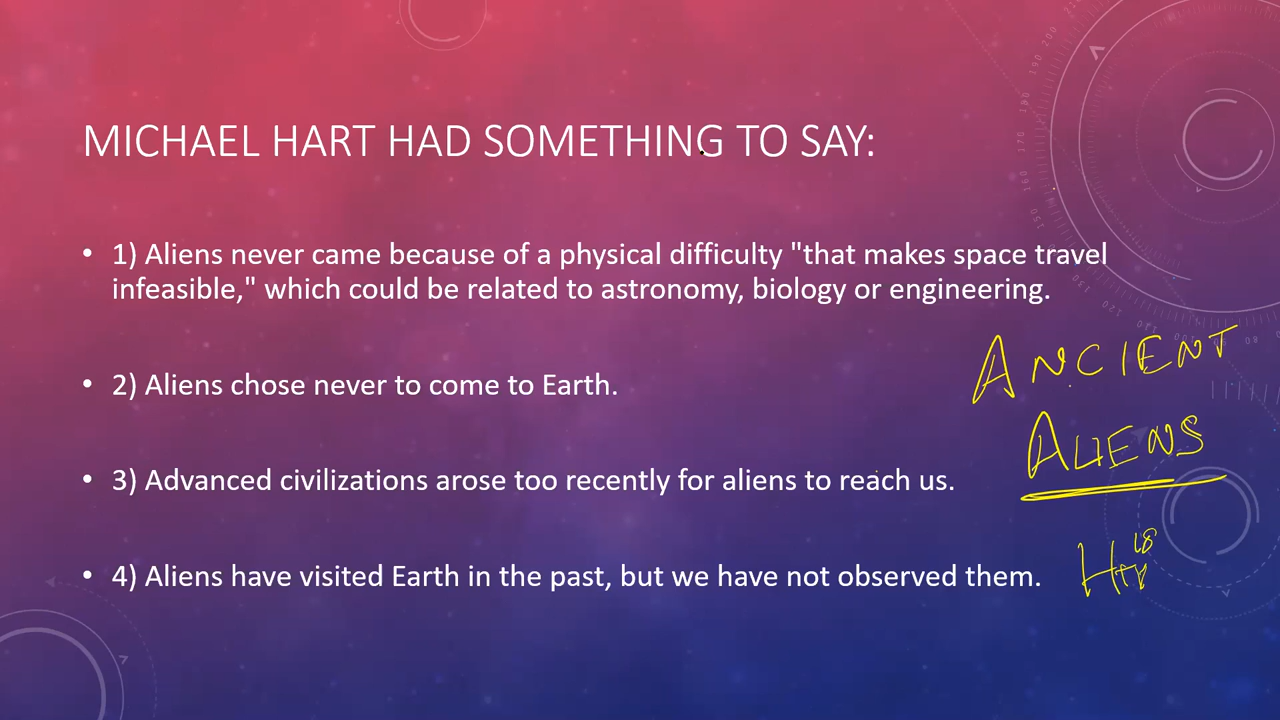 MICHAEL HART HAD SOMETHING TO SAY:
• 1) Aliens never came because of a physical difficulty "that makes space travel
infeasible," which could be related to astronomy, biology or engineering.
• 2) Aliens chose never to come to Earth.
• 3) Advanced civilizations arose too recently for aliens to reach us.
• 4) Aliens have visited Earth in the past, but we have not observed them.
ANCIENT
ALIENS